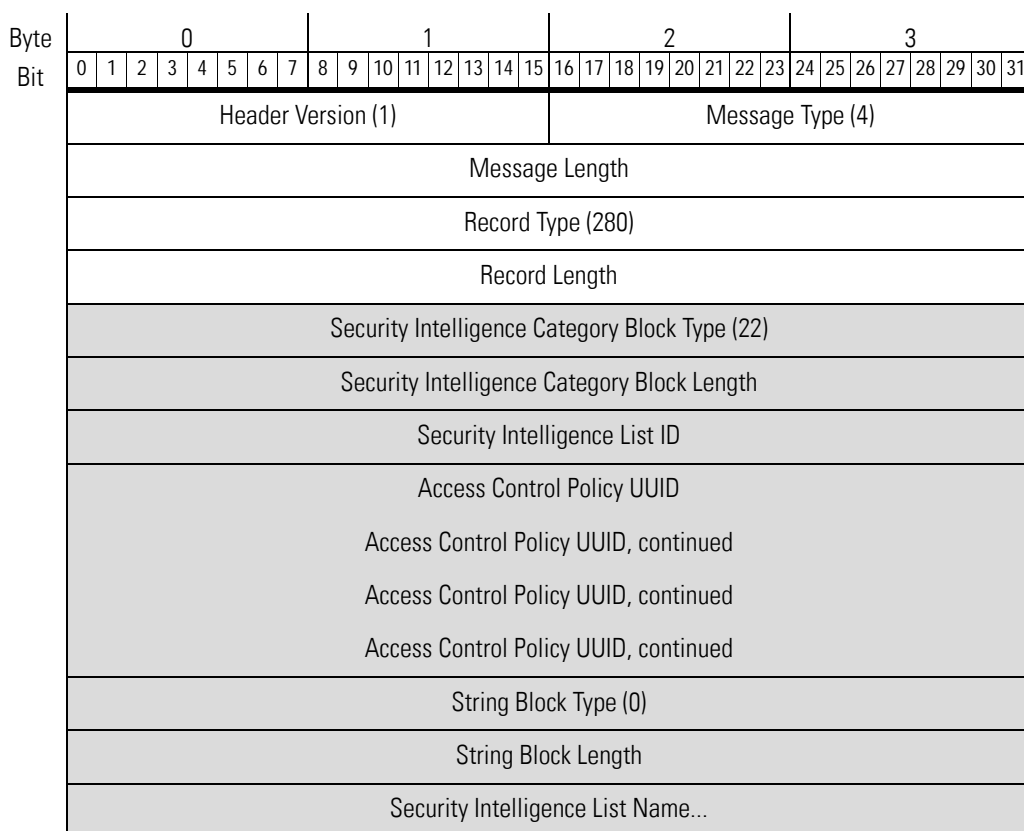 Byte 0 1 2 3
Bit 0 1 2 3 4 5 6 7 8 9 10 11 12 13 14 15 16 17 18 19 20 21 22 23 24 25 26 27 28 29 30 31
Header Version (1) Message Type (4)
Message Length
Record Type (280)
Record Length
Security Intelligence Category Block Type (22)
Security Intelligence Category Block Length
Security Intelligence List ID
Access Control Policy UUID
Access Control Policy UUID, continued
Access Control Policy UUID, continued
Access Control Policy UUID, continued
String Block Type (0)
String Block Length
Security Intelligence List Name...